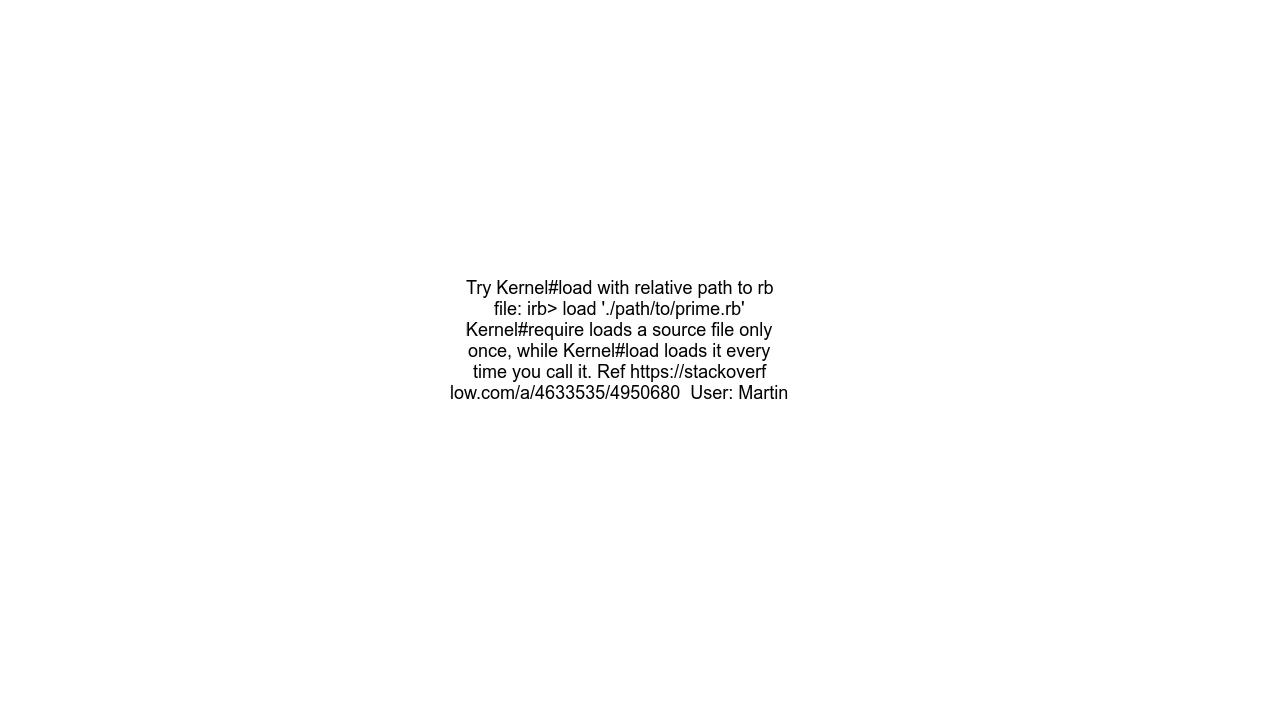 Try Kernel#load with relative path to rb
file: irb> load './path/to/prime.rb'
Kernel#require loads a source file only
once, while Kernel#load loads it every
time you call it. Ref https://stackoverf
low.com/a/4633535/4950680  User: Martin